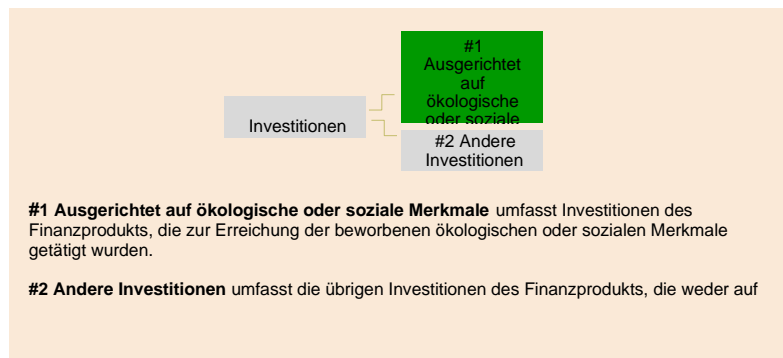 #1
Ausgerichtet
auf
ökologische
oder soziale
Investitionen
#2 Andere
Investitionen
#1 Ausgerichtet auf ökologische oder soziale Merkmale umfasst Investitionen des
Finanzprodukts, die zur Erreichung der beworbenen ökologischen oder sozialen Merkmale
getätigt wurden.
#2 Andere Investitionen umfasst die übrigen Investitionen des Finanzprodukts, die weder auf